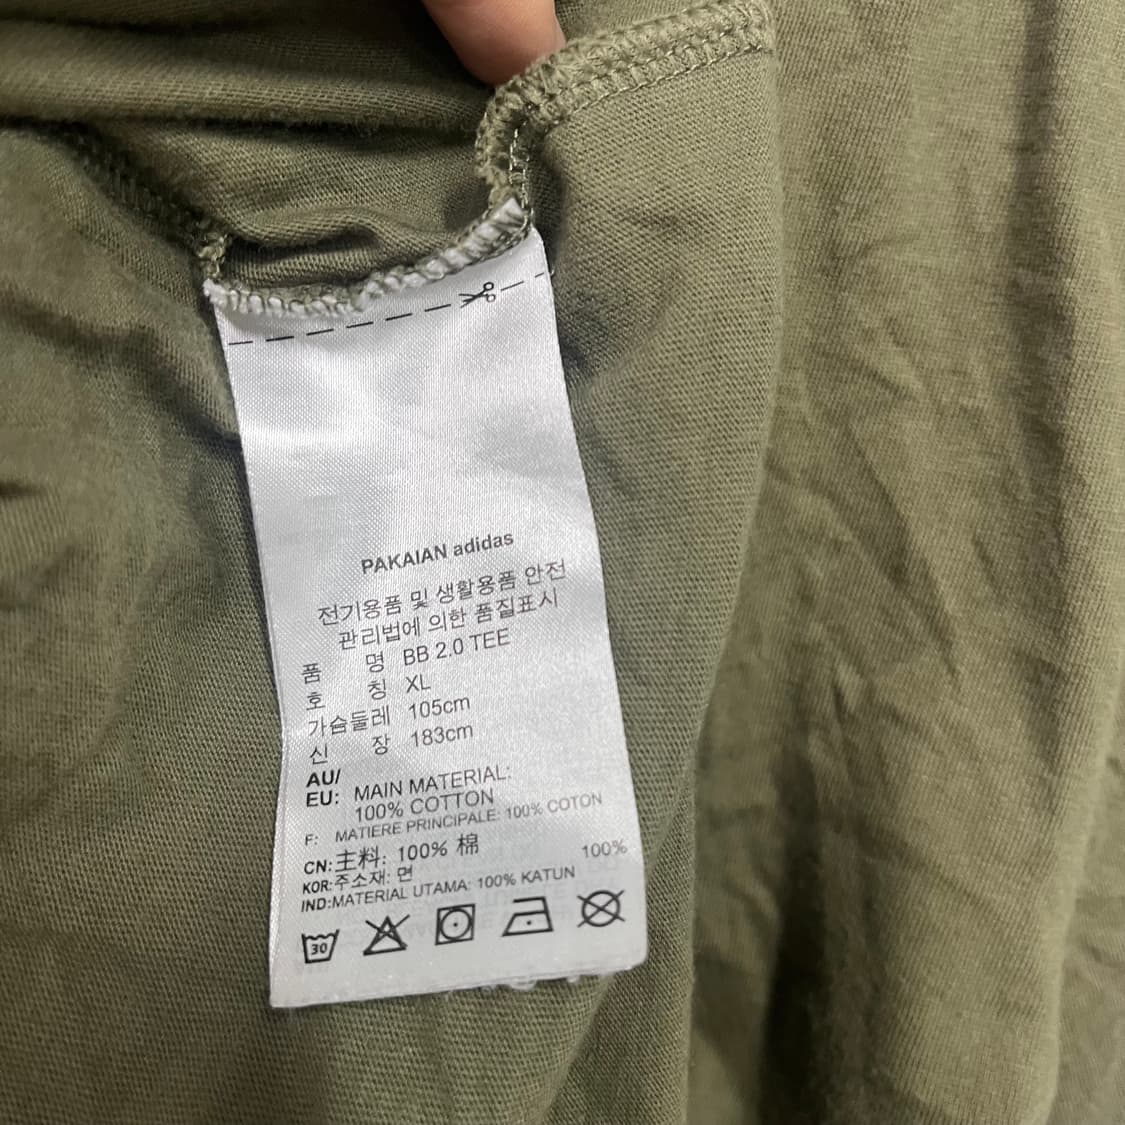 PAKAIAN adidas
전기용품 및 생활용품 안전
관리법에 의한 품질표시
품 명 BB 2.0 TEE
호 칭 XL
가슴둘레 105cm
신 장 183cm
AU/
EU: MAIN MATERIAL:
100% COTTON
F: MATIERE PRINCIPALE: 100% COTON
CN:主料: 100% 棉
KOR:주소재: 면 100%
IND:MATERIAL UTAMA: 100% KATUN
30